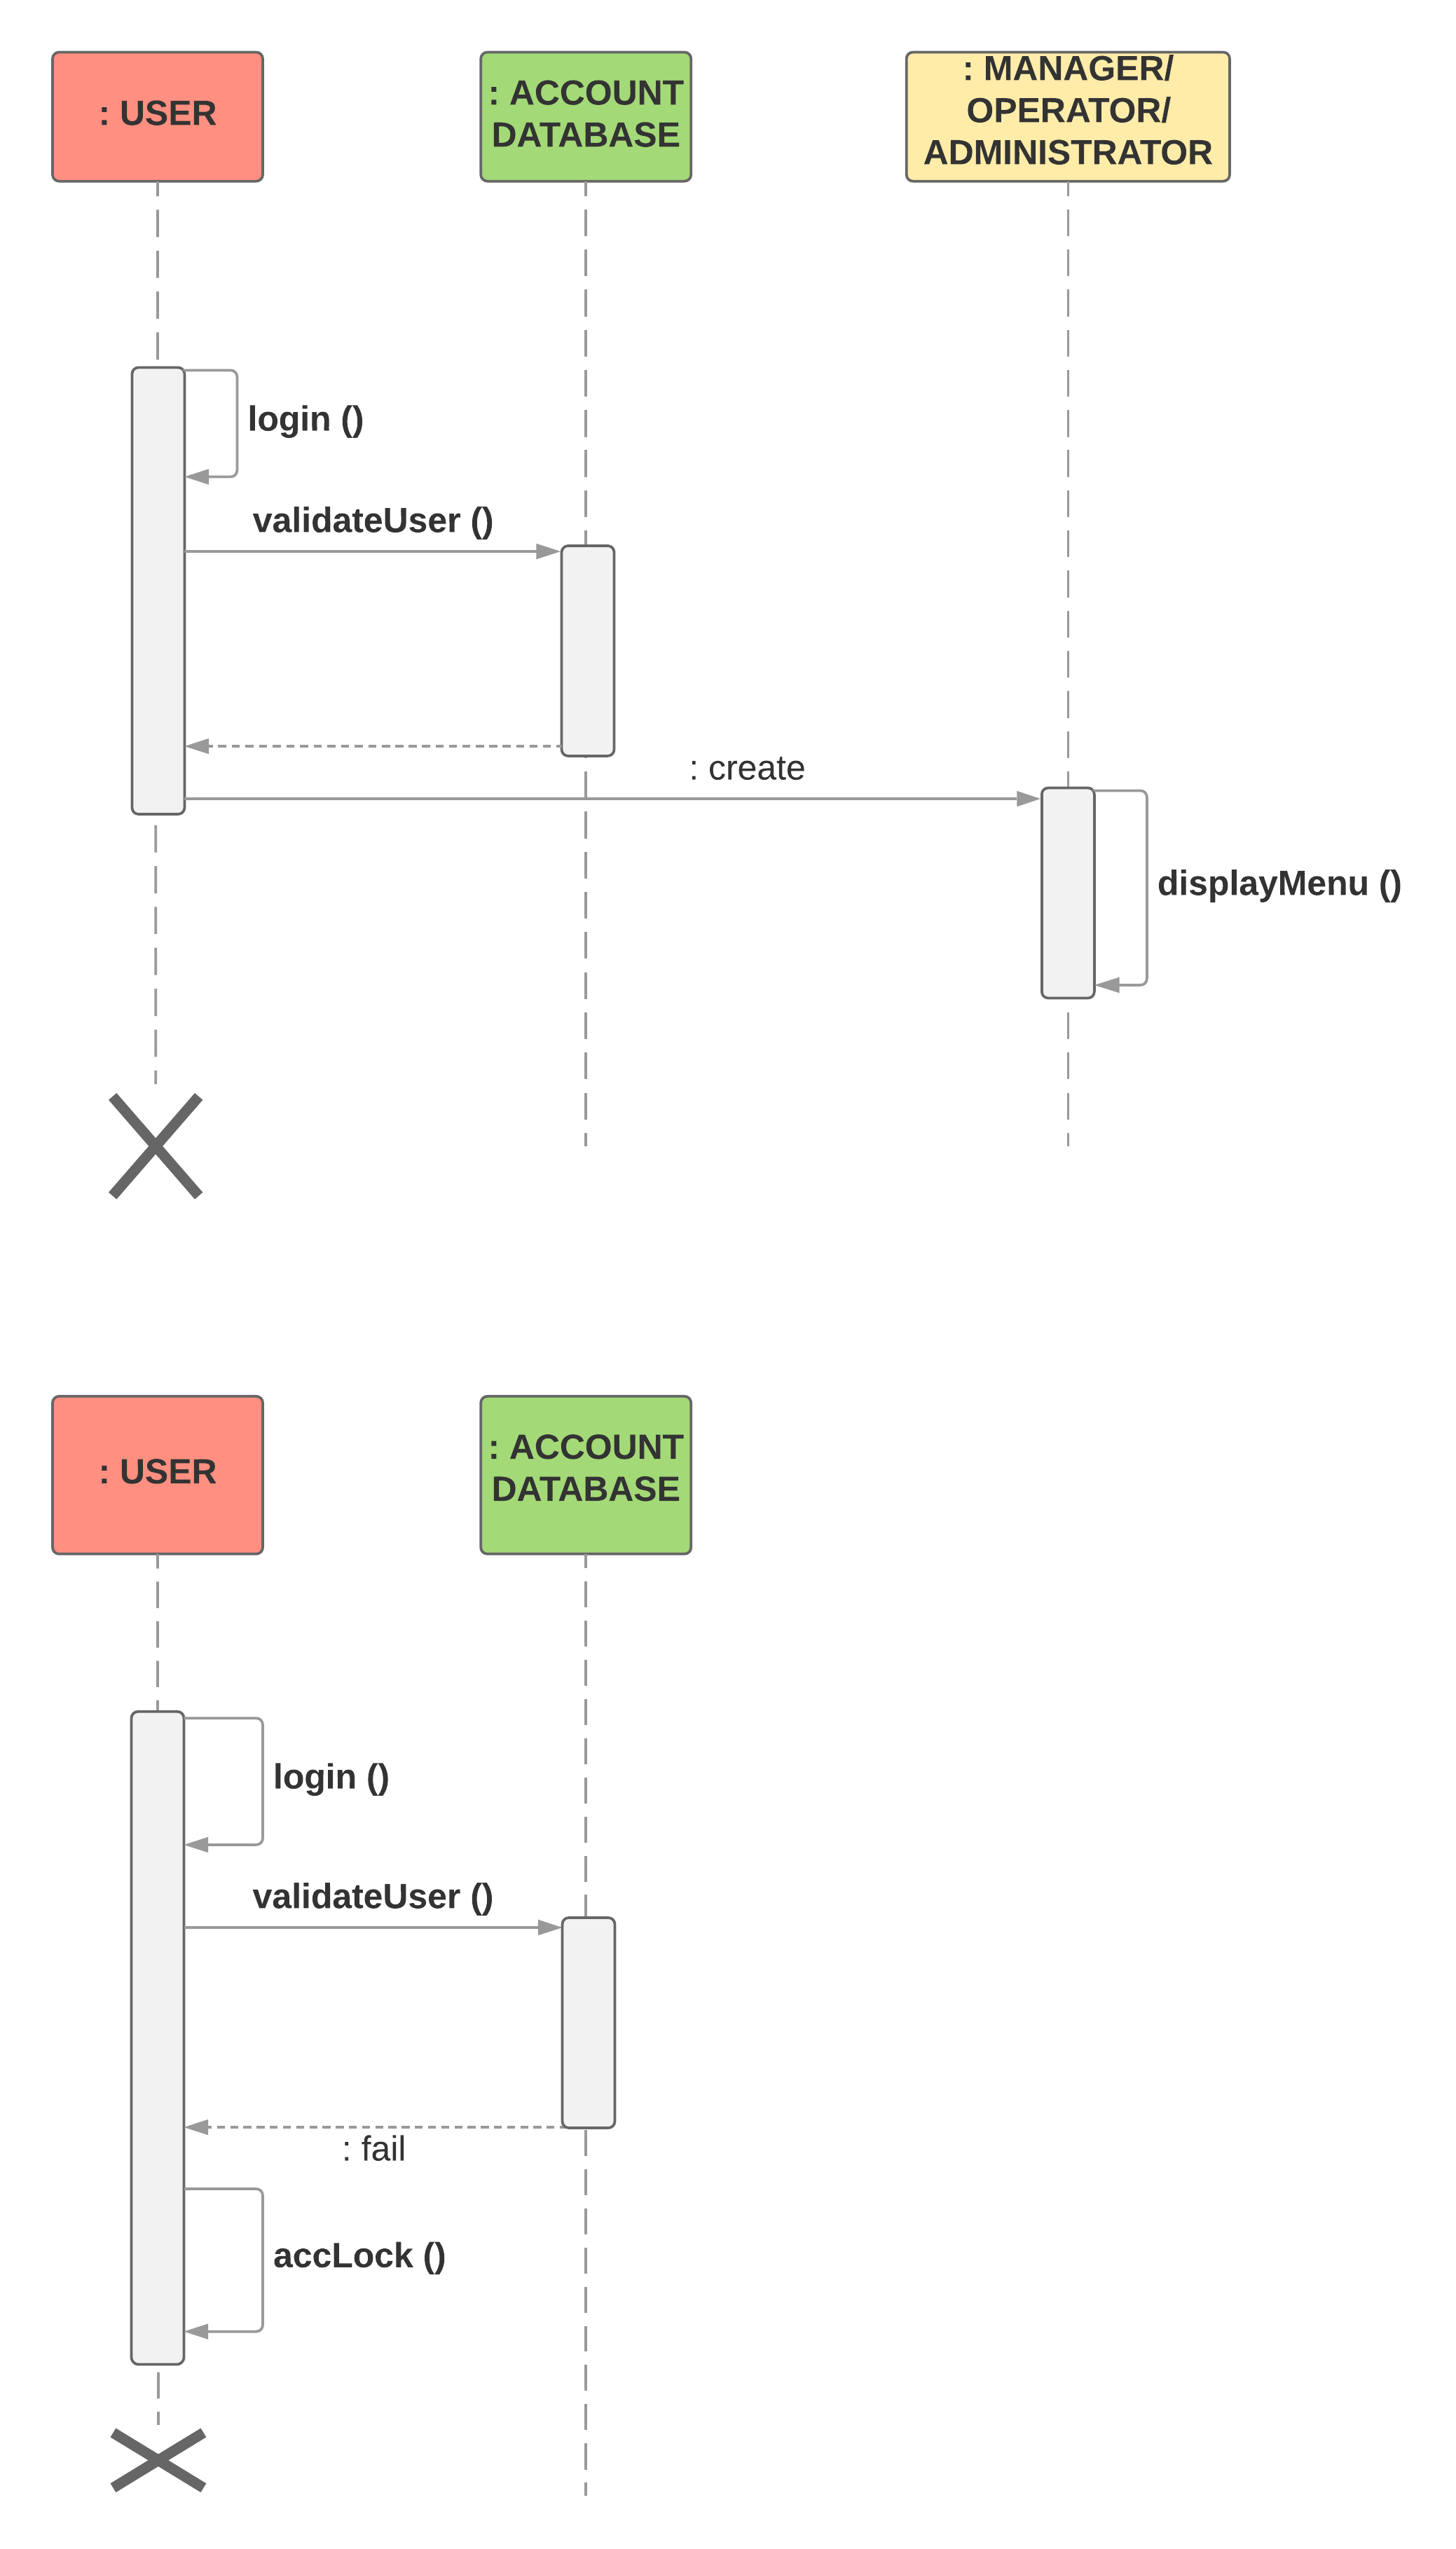 : USER
: ACCOUNT
DATABASE
: MANAGER/
OPERATOR/
ADMINISTRATOR
login ()
validateUser ()
: create
displayMenu ()
: USER
: ACCOUNT
DATABASE
login ()
validateUser ()
: fail
accLock ()